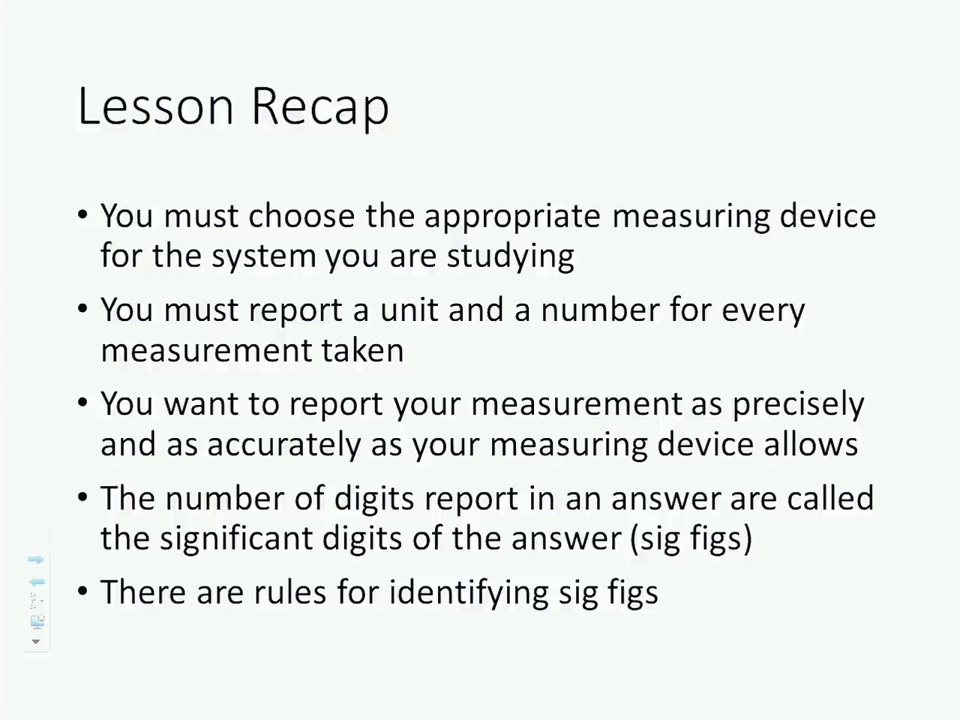 Lesson Recap
• You must choose the appropriate measuring device
for the system you are studying
• You must report a unit and a number for every
measurement taken
• You want to report your measurement as precisely
and as accurately as your measuring device allows
• The number of digits report in an answer are called
the significant digits of the answer (sig figs)
• There are rules for identifying sig figs